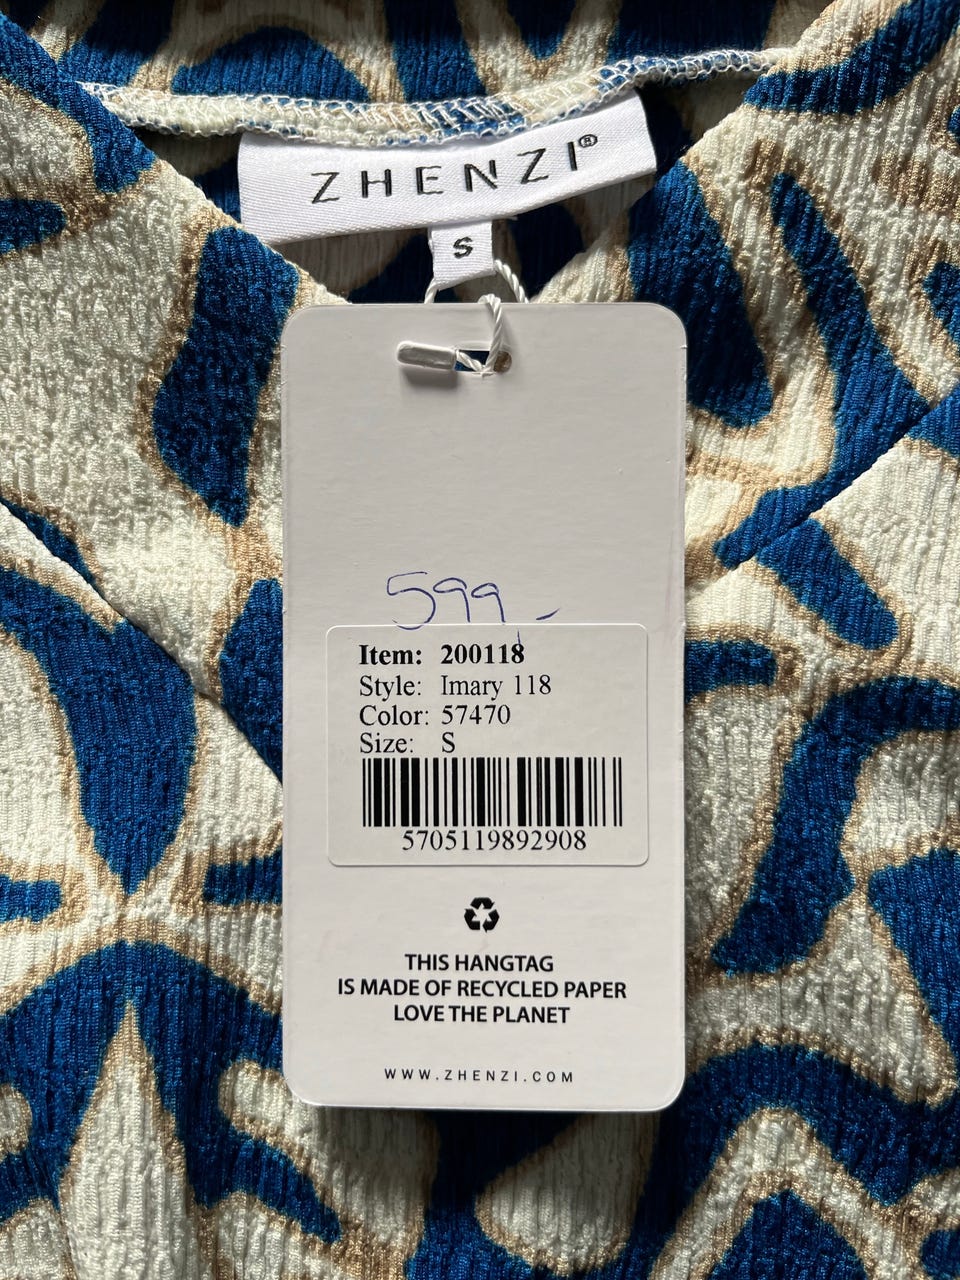 ZHENZI®
S
599,-
Item: 200118
Style: Imary 118
Color: 57470
Size: S
5705119892908
THIS HANGTAG
IS MADE OF RECYCLED PAPER
LOVE THE PLANET
WWW.ZHENZI.COM